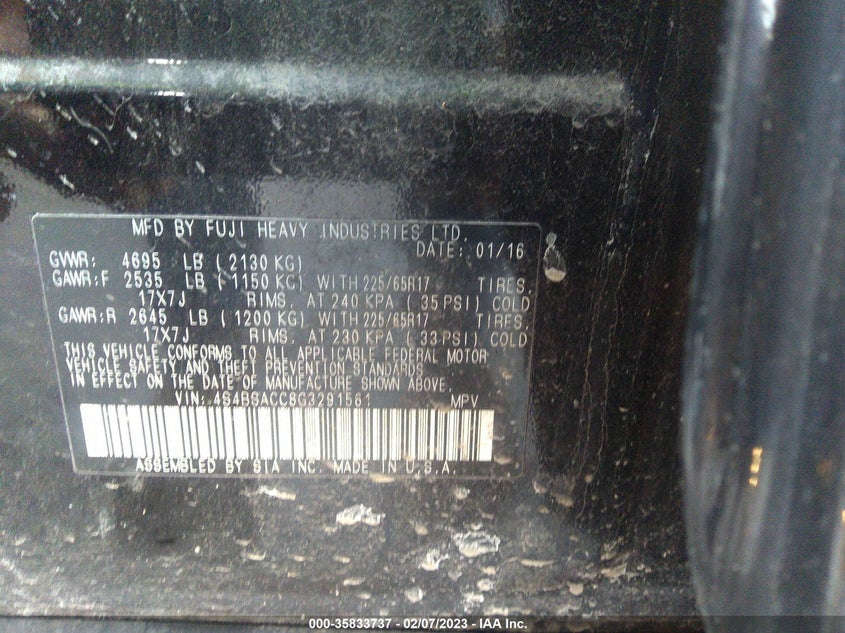 MFD BY FUJI HEAVY INDUSTRIES LTD.
DATE: 01/16
GVWR: 4695 LB (2130 KG)
GAWR:F 2535 LB (1150 KG) WITH 225/65R17 TIRES,
17X7J RIMS, AT 240 KPA (35 PSI) COLD
GAWR:R 2645 LB (1200 KG) WITH 225/65R17 TIRES,
17X7J RIMS, AT 230 KPA (33 PSI) COLD
THIS VEHICLE CONFORMS TO ALL APPLICABLE FEDERAL MOTOR
VEHICLE SAFETY AND THEFT PREVENTION STANDARDS
IN EFFECT ON THE DATE OF MANUFACTURE SHOWN ABOVE.
VIN: 4S4BSACC8G3291561 MPV
ASSEMBLED BY SIA INC. MADE IN U.S.A.
000-35833737 - 02/07/2023 - IAA Inc.